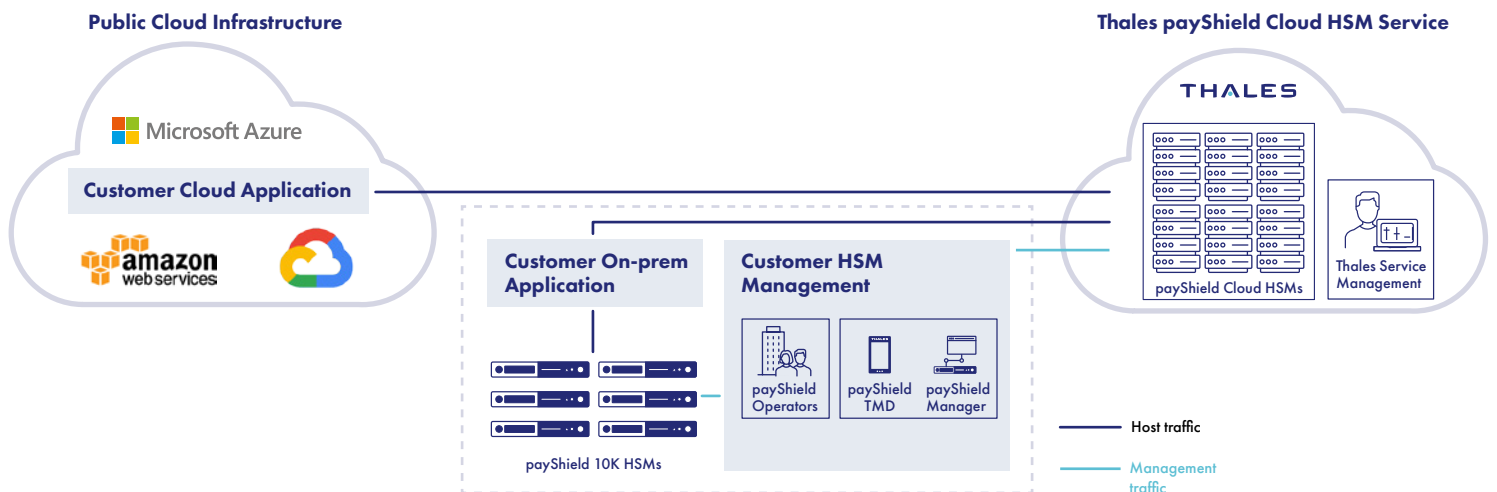 Public Cloud Infrastructure
Thales payShield Cloud HSM Service
THALES
Microsoft Azure
Customer Cloud Application
amazon
web services
Customer On-prem
Application
Customer HSM
Management
payShield Cloud HSMs
Thales Service
Management
payShield
Operators
payShield
TMD
payShield
Manager
payShield 10K HSMs
Host traffic
Management
traffic